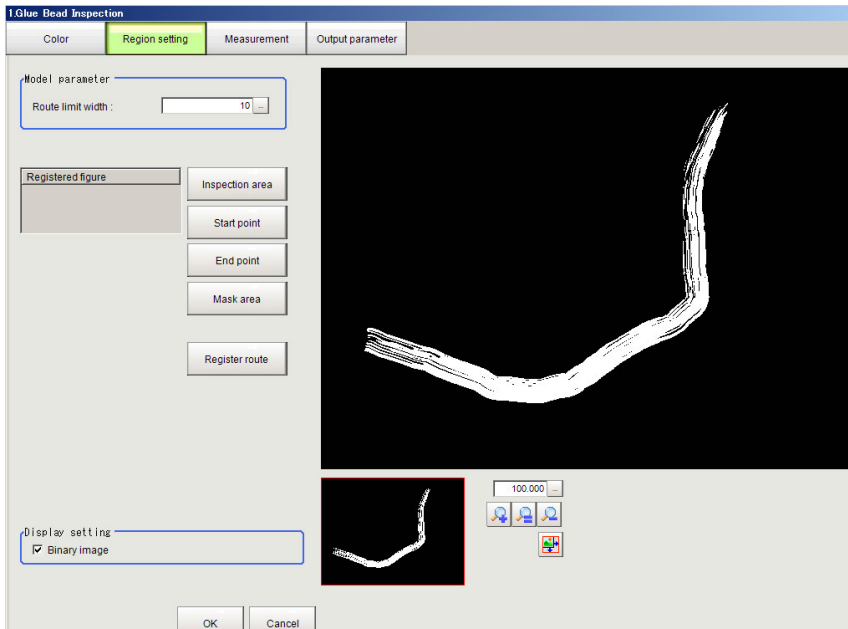 1.Glue Bead Inspection
Color Region setting Measurement Output parameter
Model parameter
Route limit width : 10 ...
Registered figure
Inspection area
Start point
End point
Mask area
Register route
100.000 ...
Display setting
Binary image
OK Cancel